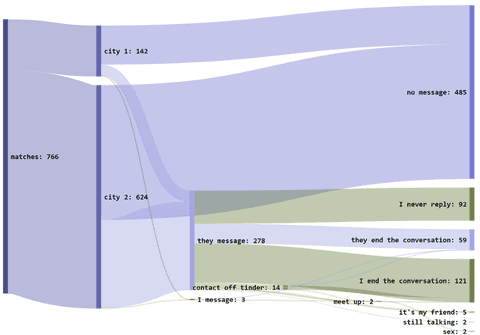 city 1: 142
no message: 485
matches: 766
city 2: 624
I never reply: 92
they message: 278
they end the conversation: 59
I end the conversation: 121
contact off tinder: 14
I message: 3
meet up: 2
it's my friend: 5
still talking: 2
sex: 2